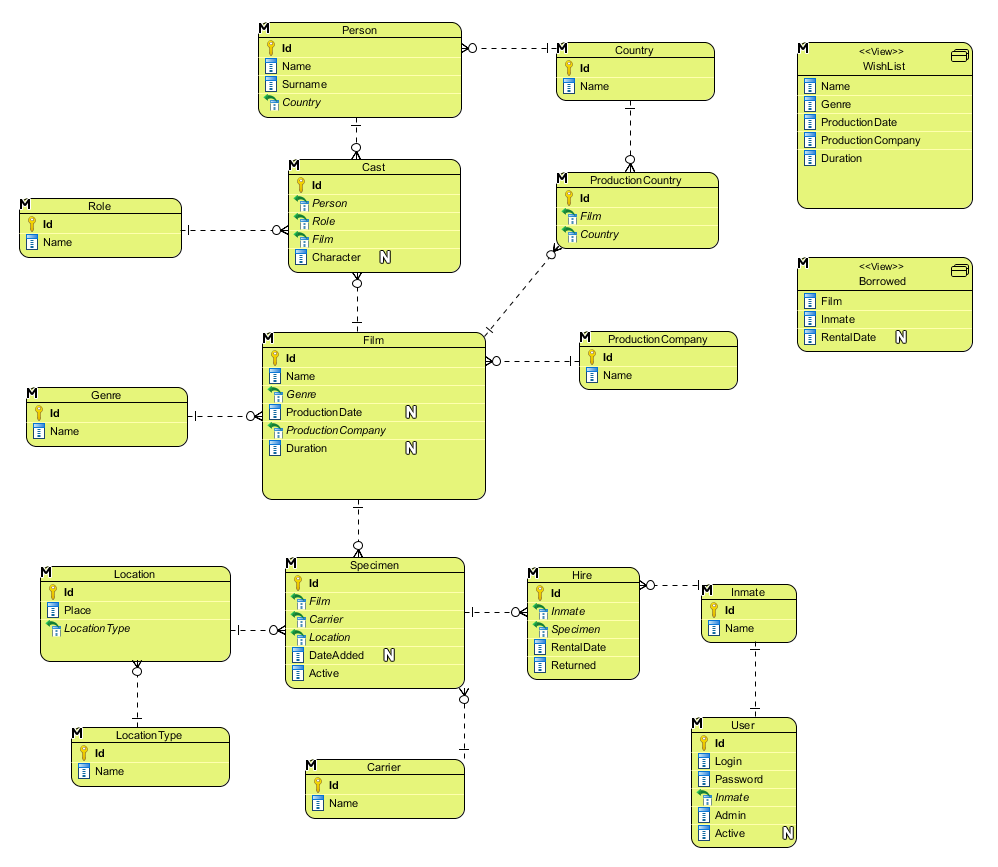 Person
Id
Name
Surname
Country
Country
Id
Name
<<View>>
WishList
Name
Genre
ProductionDate
ProductionCompany
Duration
Cast
Id
Person
Role
Film
Character N
ProductionCountry
Id
Film
Country
Role
Id
Name
<<View>>
Borrowed
Film
Inmate
RentalDate N
Film
Id
Name
Genre
ProductionDate N
ProductionCompany
Duration N
ProductionCompany
Id
Name
Genre
Id
Name
Location
Id
Place
LocationType
Specimen
Id
Film
Carrier
Location
DateAdded N
Active
Hire
Id
Inmate
Specimen
RentalDate
Returned
Inmate
Id
Name
LocationType
Id
Name
Carrier
Id
Name
User
Id
Login
Password
Inmate
Admin
Active N